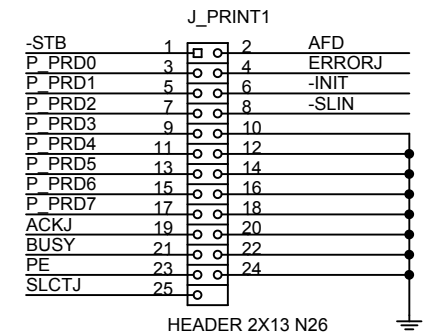 J_PRINT1
-STB 1 2 AFD
P_PRD0 3 4 ERRORJ
P_PRD1 5 6 -INIT
P_PRD2 7 8 -SLIN
P_PRD3 9 10
P_PRD4 11 12
P_PRD5 13 14
P_PRD6 15 16
P_PRD7 17 18
ACKJ 19 20
BUSY 21 22
PE 23 24
SLCTJ 25
HEADER 2X13 N26